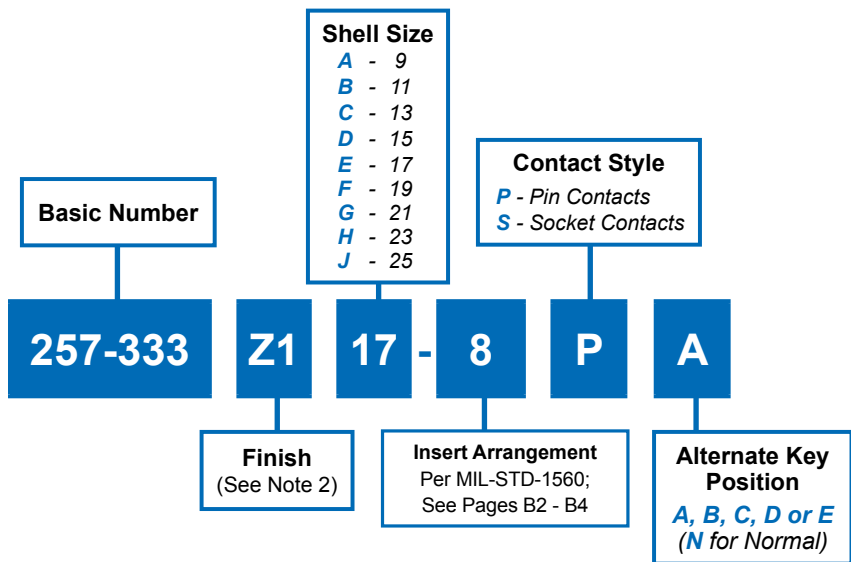 Shell Size
A - 9
B - 11
C - 13
D - 15
E - 17
F - 19
G - 21
H - 23
J - 25
Contact Style
P - Pin Contacts
S - Socket Contacts
Basic Number
257-333 Z1 17 - 8 P A
Finish
(See Note 2)
Insert Arrangement
Per MIL-STD-1560;
See Pages B2 - B4
Alternate Key
Position
A, B, C, D or E
(N for Normal)